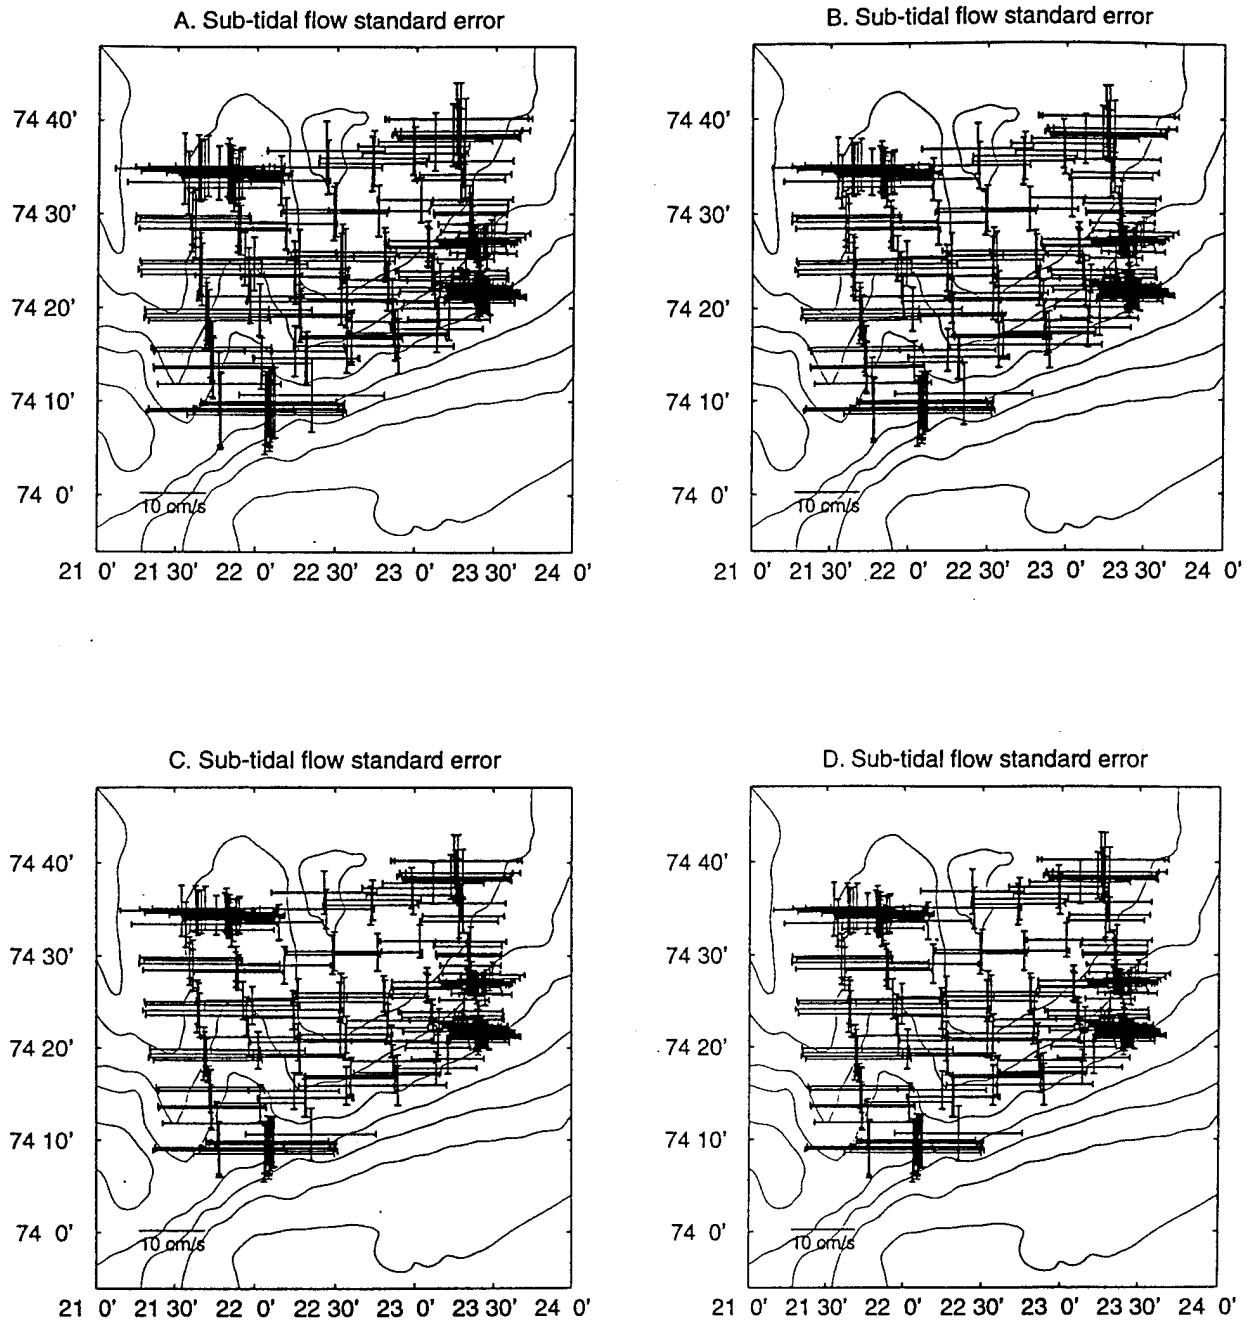 A. Sub-tidal flow standard error
74 40'
74 30'
74 20'
74 10'
74 0'
10 cm/s
21 0' 21 30' 22 0' 22 30' 23 0' 23 30' 24 0'
B. Sub-tidal flow standard error
74 40'
74 30'
74 20'
74 10'
74 0'
10 cm/s
21 0' 21 30' 22 0' 22 30' 23 0' 23 30' 24 0'
C. Sub-tidal flow standard error
74 40'
74 30'
74 20'
74 10'
74 0'
10 cm/s
21 0' 21 30' 22 0' 22 30' 23 0' 23 30' 24 0'
D. Sub-tidal flow standard error
74 40'
74 30'
74 20'
74 10'
74 0'
10 cm/s
21 0' 21 30' 22 0' 22 30' 23 0' 23 30' 24 0'